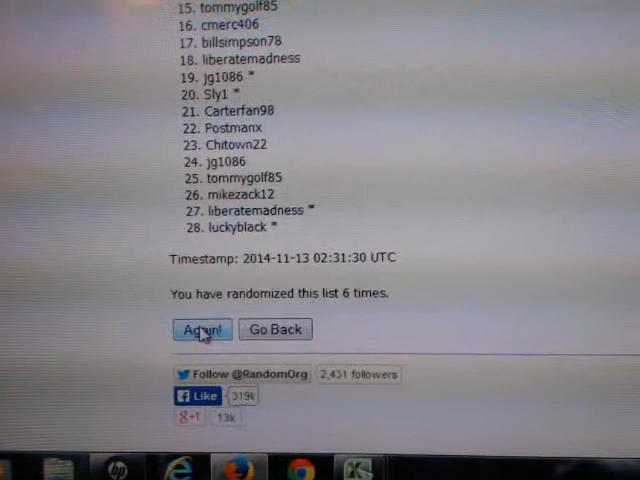 15. tommygolf85
16. cmerc406
17. billsimpson78
18. liberatemadness
19. jg1086 *
20. Sly1 *
21. Carterfan98
22. Postmanx
23. Chitown22
24. jg1086
25. tommygolf85
26. mikezack12
27. liberatemadness *
28. luckyblack *
Timestamp: 2014-11-13 02:31:30 UTC
You have randomized this list 6 times.
Again! Go Back
Follow @RandomOrg 2,431 followers
f Like 319k
g+1 13k
hp